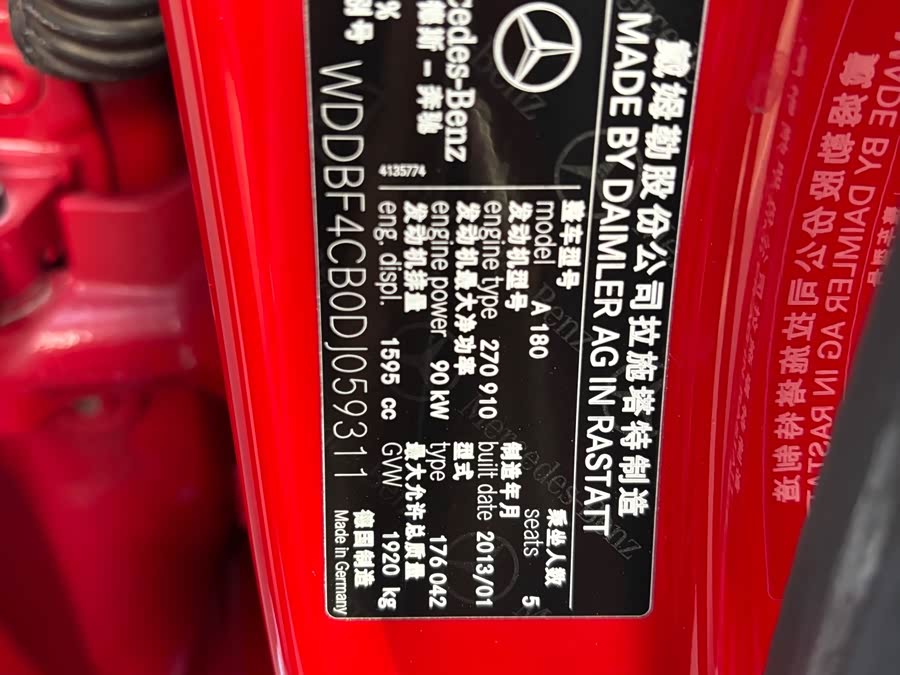 戴姆勒股份公司拉施塔特制造
MADE BY DAIMLER AG IN RASTATT
整车型号
model A 180
乘坐人数
seats 5
发动机型号
engine type 270 910
制造年月
built date 2013/01
发动机最大净功率
engine power 90 kW
型式
type 176 042
发动机排量
eng. displ. 1595 cc
最大允许总质量
GVW 1920 kg
cedes-Benz
德斯－奔驰
4135774
别号 WDDBF4CB0DJ059311
德国制造
Made in Germany